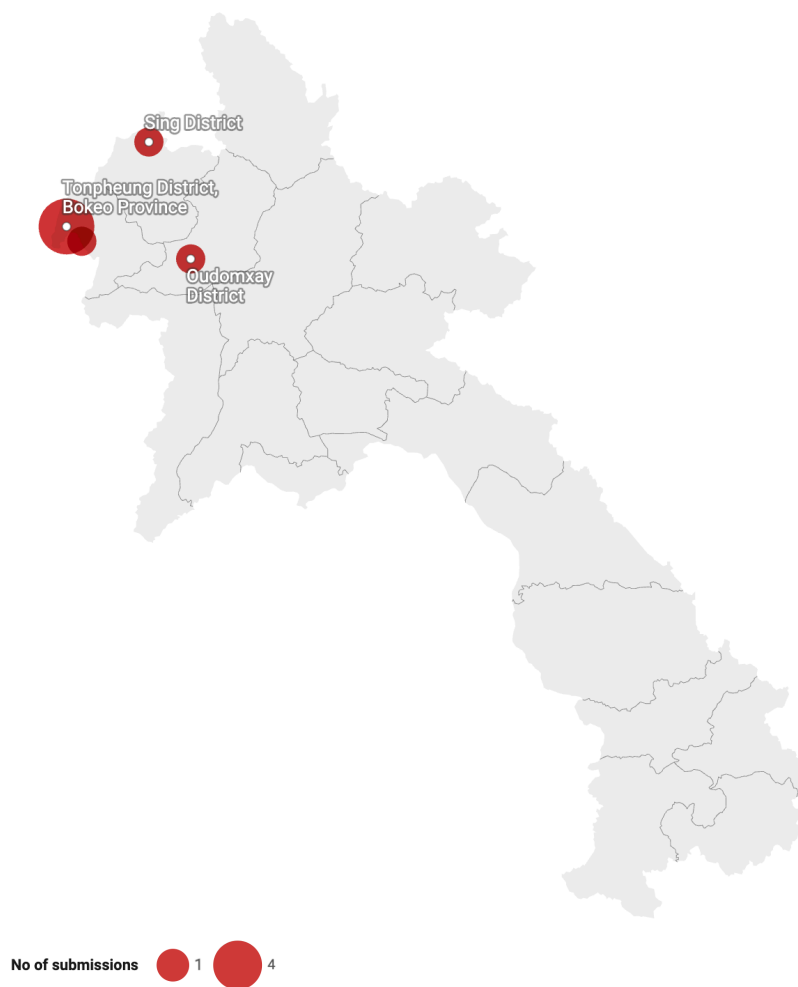 Sing District
Tonpheung District,
Bokeo Province
Oudomxay
District
No of submissions 1 4